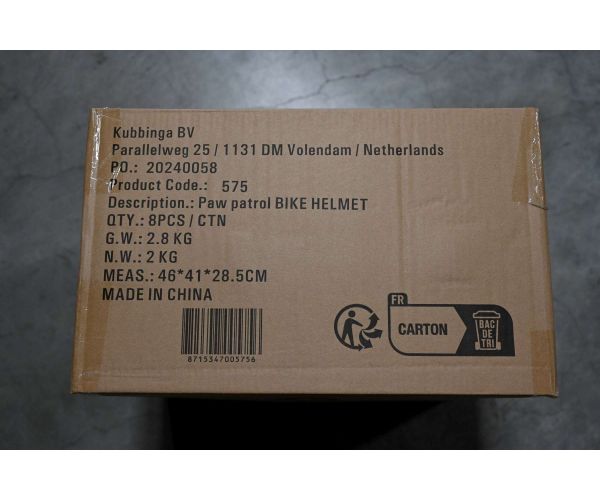 Kubbinga BV
Parallelweg 25 / 1131 DM Volendam / Netherlands
PO.: 20240058
Product Code.: 575
Description.: Paw patrol BIKE HELMET
QTY.: 8PCS / CTN
G.W.: 2.8 KG
N.W.: 2 KG
MEAS.: 46*41*28.5CM
MADE IN CHINA
8715347005756
FR
CARTON
BAC
DE
TRI